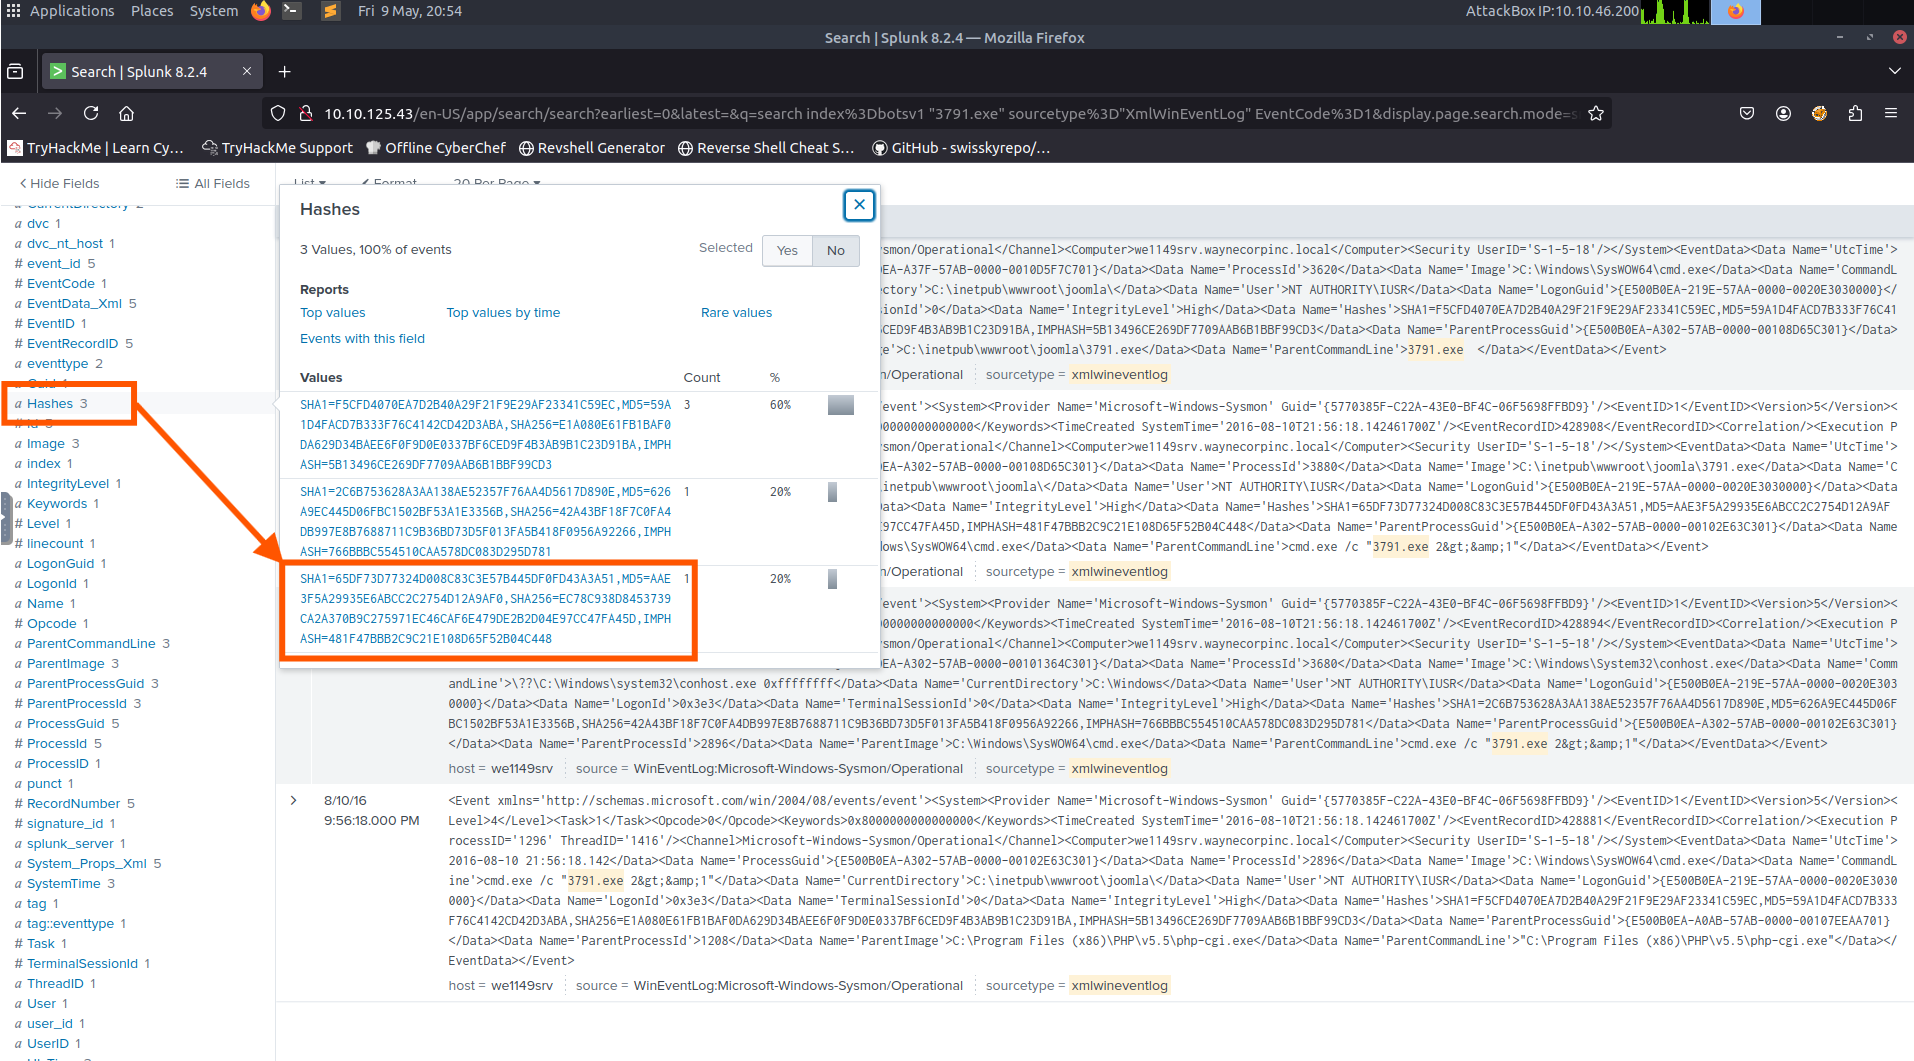 Applications Places System Fri 9 May, 20:54 AttackBox IP:10.10.46.200
Search | Splunk 8.2.4 — Mozilla Firefox
Search | Splunk 8.2.4
10.10.125.43/en-US/app/search/search?earliest=0&latest=&q=search index%3Dbotsv1 "3791.exe" sourcetype%3D"XmlWinEventLog" EventCode%3D1&display.page.search.mode=s
TryHackMe | Learn Cy… TryHackMe Support Offline CyberChef Revshell Generator Reverse Shell Cheat S… GitHub - swisskyrepo/…
Hide Fields All Fields List Format 20 Per Page
CurrentDirectory 2
a dvc 1
a dvc_nt_host 1
# event_id 5
# EventCode 1
a EventData_Xml 5
# EventID 1
# EventRecordID 5
a eventtype 2
a Guid 1
a Hashes 3
# id 5
a Image 3
a index 1
a IntegrityLevel 1
a Keywords 1
# Level 1
# linecount 1
a LogonGuid 1
a LogonId 1
a Name 1
# Opcode 1
a ParentCommandLine 3
a ParentImage 3
a ParentProcessGuid 3
# ParentProcessId 3
a ProcessGuid 5
# ProcessId 5
a ProcessID 1
a punct 1
# RecordNumber 5
# signature_id 1
a splunk_server 1
a System_Props_Xml 5
a SystemTime 3
a tag 1
a tag::eventtype 1
# Task 1
# TerminalSessionId 1
a ThreadID 1
a User 1
a user_id 1
a UserID 1
Hashes
3 Values, 100% of events Selected Yes No
Reports
Top values Top values by time Rare values
Events with this field
Values Count %
SHA1=F5CFD4070EA7D2B40A29F21F9E29AF23341C59EC,MD5=59A 3 60%
1D4FACD7B333F76C4142CD42D3ABA,SHA256=E1A080E61FB1BAF0
DA629D34BAEE6F0F9D0E0337BF6CED9F4B3AB9B1C23D91BA,IMPH
ASH=5B13496CE269DF7709AAB6B1BBF99CD3
SHA1=2C6B753628A3AA138AE52357F76AA4D5617D890E,MD5=626 1 20%
A9EC445D06FBC1502BF53A1E3356B,SHA256=42A43BF18F7C0FA4
DB997E8B7688711C9B36BD73D5F013FA5B418F0956A92266,IMPH
ASH=766BBBC554510CAA578DC083D295D781
SHA1=65DF73D77324D008C83C3E57B445DF0FD43A3A51,MD5=AAE 1 20%
3F5A29935E6ABCC2C2754D12A9AF0,SHA256=EC78C938D8453739
CA2A370B9C275971EC46CAF6E479DE2B2D04E97CC47FA45D,IMPH
ASH=481F47BBB2C9C21E108D65F52B04C448
smon/Operational</Channel><Computer>we1149srv.waynecorpinc.local</Computer><Security UserID='S-1-5-18'/></System><EventData><Data Name='UtcTime'>
EA-A37F-57AB-0000-0010D5F7C701}</Data><Data Name='ProcessId'>3620</Data><Data Name='Image'>C:\Windows\SysWOW64\cmd.exe</Data><Data Name='CommandL
ctory'>C:\inetpub\wwwroot\joomla\</Data><Data Name='User'>NT AUTHORITY\IUSR</Data><Data Name='LogonGuid'>{E500B0EA-219E-57AA-0000-0020E3030000}</
nId'>0</Data><Data Name='IntegrityLevel'>High</Data><Data Name='Hashes'>SHA1=F5CFD4070EA7D2B40A29F21F9E29AF23341C59EC,MD5=59A1D4FACD7B333F76C41
CED9F4B3AB9B1C23D91BA,IMPHASH=5B13496CE269DF7709AAB6B1BBF99CD3</Data><Data Name='ParentProcessGuid'>{E500B0EA-A302-57AB-0000-00108D65C301}</Data>
e'>C:\inetpub\wwwroot\joomla\3791.exe</Data><Data Name='ParentCommandLine'>3791.exe </Data></EventData></Event>
n/Operational sourcetype = xmlwineventlog
event'><System><Provider Name='Microsoft-Windows-Sysmon' Guid='{5770385F-C22A-43E0-BF4C-06F5698FFBD9}'/><EventID>1</EventID><Version>5</Version><
00000000000000</Keywords><TimeCreated SystemTime='2016-08-10T21:56:18.142461700Z'/><EventRecordID>428908</EventRecordID><Correlation/><Execution P
smon/Operational</Channel><Computer>we1149srv.waynecorpinc.local</Computer><Security UserID='S-1-5-18'/></System><EventData><Data Name='UtcTime'>
EA-A302-57AB-0000-00108D65C301}</Data><Data Name='ProcessId'>3880</Data><Data Name='Image'>C:\inetpub\wwwroot\joomla\3791.exe</Data><Data Name='C
inetpub\wwwroot\joomla\</Data><Data Name='User'>NT AUTHORITY\IUSR</Data><Data Name='LogonGuid'>{E500B0EA-219E-57AA-0000-0020E3030000}</Data><Data
ata Name='IntegrityLevel'>High</Data><Data Name='Hashes'>SHA1=65DF73D77324D008C83C3E57B445DF0FD43A3A51,MD5=AAE3F5A29935E6ABCC2C2754D12A9AF
E97CC47FA45D,IMPHASH=481F47BBB2C9C21E108D65F52B04C448</Data><Data Name='ParentProcessGuid'>{E500B0EA-A302-57AB-0000-00102E63C301}</Data><Data Name
dows\SysWOW64\cmd.exe</Data><Data Name='ParentCommandLine'>cmd.exe /c "3791.exe 2&gt;&amp;1"</Data></EventData></Event>
n/Operational sourcetype = xmlwineventlog
event'><System><Provider Name='Microsoft-Windows-Sysmon' Guid='{5770385F-C22A-43E0-BF4C-06F5698FFBD9}'/><EventID>1</EventID><Version>5</Version><
00000000000000</Keywords><TimeCreated SystemTime='2016-08-10T21:56:18.142461700Z'/><EventRecordID>428894</EventRecordID><Correlation/><Execution P
smon/Operational</Channel><Computer>we1149srv.waynecorpinc.local</Computer><Security UserID='S-1-5-18'/></System><EventData><Data Name='UtcTime'>
EA-A302-57AB-0000-00101364C301}</Data><Data Name='ProcessId'>3680</Data><Data Name='Image'>C:\Windows\System32\conhost.exe</Data><Data Name='Comm
andLine'>\??\C:\Windows\system32\conhost.exe 0xffffffff</Data><Data Name='CurrentDirectory'>C:\Windows</Data><Data Name='User'>NT AUTHORITY\IUSR</Data><Data Name='LogonGuid'>{E500B0EA-219E-57AA-0000-0020E303
0000}</Data><Data Name='LogonId'>0x3e3</Data><Data Name='TerminalSessionId'>0</Data><Data Name='IntegrityLevel'>High</Data><Data Name='Hashes'>SHA1=2C6B753628A3AA138AE52357F76AA4D5617D890E,MD5=626A9EC445D06F
BC1502BF53A1E3356B,SHA256=42A43BF18F7C0FA4DB997E8B7688711C9B36BD73D5F013FA5B418F0956A92266,IMPHASH=766BBBC554510CAA578DC083D295D781</Data><Data Name='ParentProcessGuid'>{E500B0EA-A302-57AB-0000-00102E63C301}
</Data><Data Name='ParentProcessId'>2896</Data><Data Name='ParentImage'>C:\Windows\SysWOW64\cmd.exe</Data><Data Name='ParentCommandLine'>cmd.exe /c "3791.exe 2&gt;&amp;1"</Data></EventData></Event>
host = we1149srv source = WinEventLog:Microsoft-Windows-Sysmon/Operational sourcetype = xmlwineventlog
8/10/16
9:56:18.000 PM
<Event xmlns='http://schemas.microsoft.com/win/2004/08/events/event'><System><Provider Name='Microsoft-Windows-Sysmon' Guid='{5770385F-C22A-43E0-BF4C-06F5698FFBD9}'/><EventID>1</EventID><Version>5</Version><
Level>4</Level><Task>1</Task><Opcode>0</Opcode><Keywords>0x8000000000000000</Keywords><TimeCreated SystemTime='2016-08-10T21:56:18.142461700Z'/><EventRecordID>428881</EventRecordID><Correlation/><Execution P
rocessID='1296' ThreadID='1416'/><Channel>Microsoft-Windows-Sysmon/Operational</Channel><Computer>we1149srv.waynecorpinc.local</Computer><Security UserID='S-1-5-18'/></System><EventData><Data Name='UtcTime'>
2016-08-10 21:56:18.142</Data><Data Name='ProcessGuid'>{E500B0EA-A302-57AB-0000-00102E63C301}</Data><Data Name='ProcessId'>2896</Data><Data Name='Image'>C:\Windows\SysWOW64\cmd.exe</Data><Data Name='CommandL
ine'>cmd.exe /c "3791.exe 2&gt;&amp;1"</Data><Data Name='CurrentDirectory'>C:\inetpub\wwwroot\joomla\</Data><Data Name='User'>NT AUTHORITY\IUSR</Data><Data Name='LogonGuid'>{E500B0EA-219E-57AA-0000-0020E3030
000}</Data><Data Name='LogonId'>0x3e3</Data><Data Name='TerminalSessionId'>0</Data><Data Name='IntegrityLevel'>High</Data><Data Name='Hashes'>SHA1=F5CFD4070EA7D2B40A29F21F9E29AF23341C59EC,MD5=59A1D4FACD7B333
F76C4142CD42D3ABA,SHA256=E1A080E61FB1BAF0DA629D34BAEE6F0F9D0E0337BF6CED9F4B3AB9B1C23D91BA,IMPHASH=5B13496CE269DF7709AAB6B1BBF99CD3</Data><Data Name='ParentProcessGuid'>{E500B0EA-A0AB-57AB-0000-00107EEAA701}
</Data><Data Name='ParentProcessId'>1208</Data><Data Name='ParentImage'>C:\Program Files (x86)\PHP\v5.5\php-cgi.exe</Data><Data Name='ParentCommandLine'>"C:\Program Files (x86)\PHP\v5.5\php-cgi.exe"</Data></
EventData></Event>
host = we1149srv source = WinEventLog:Microsoft-Windows-Sysmon/Operational sourcetype = xmlwineventlog